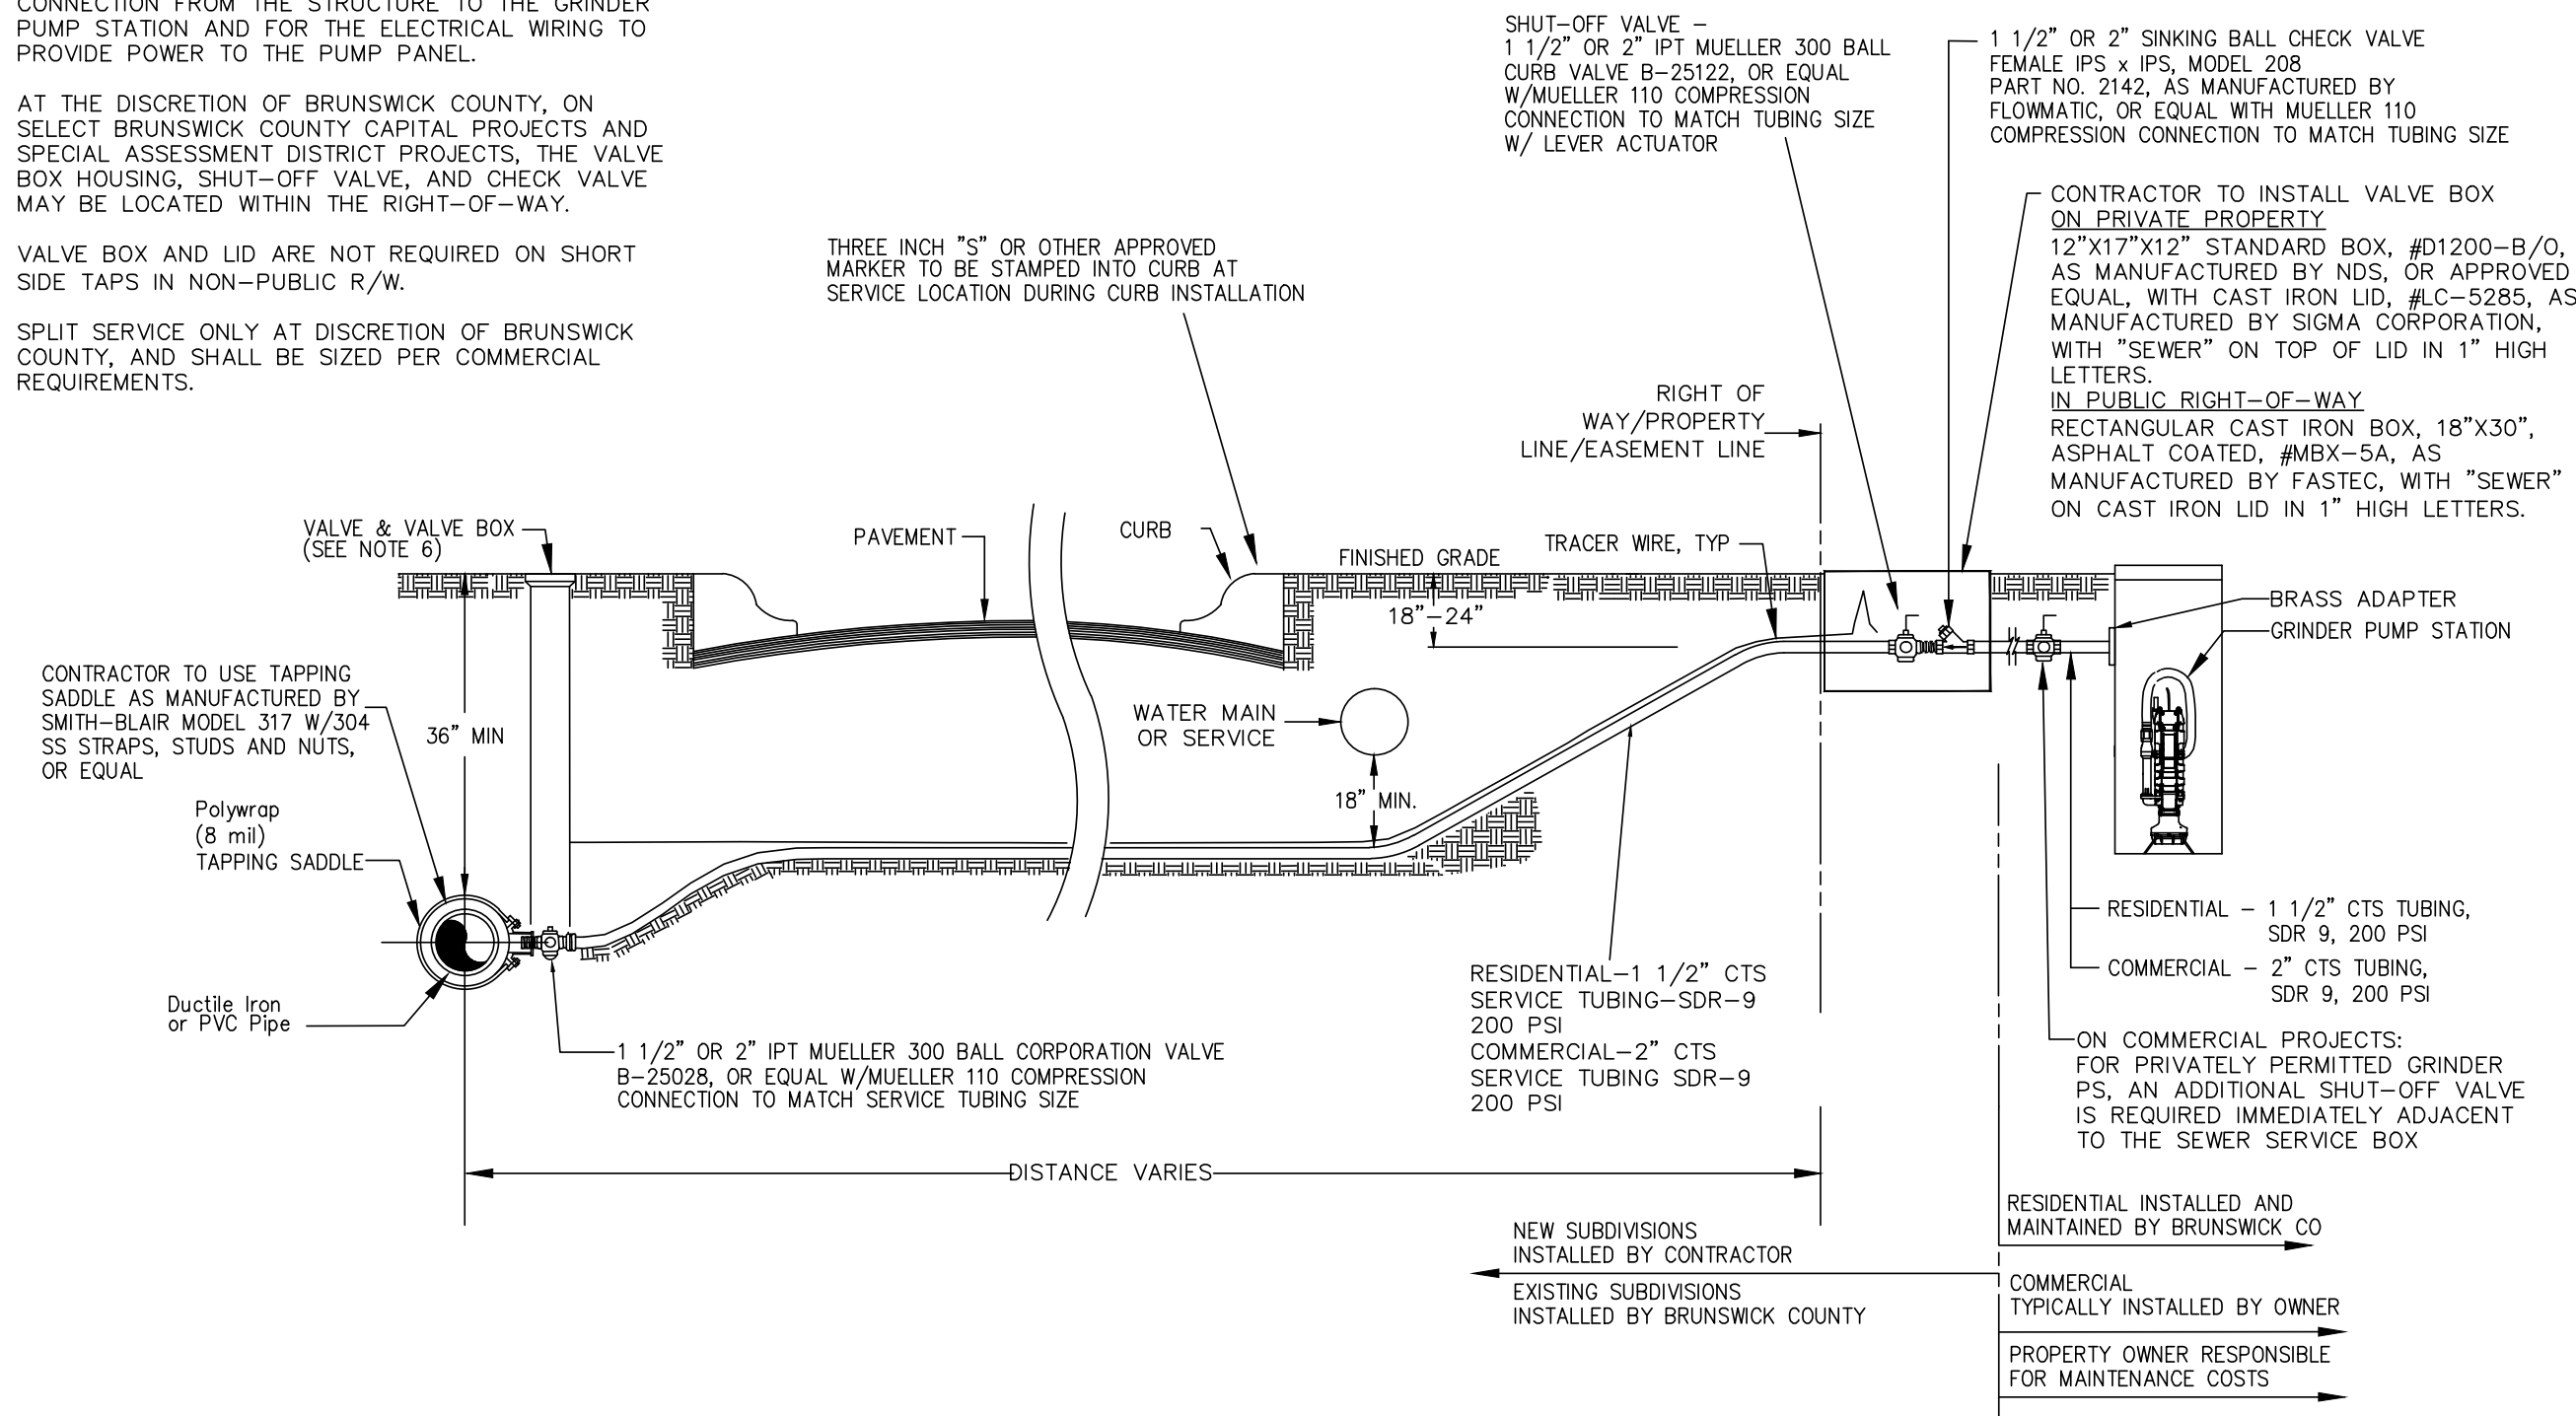 CONNECTION FROM THE STRUCTURE TO THE GRINDER
PUMP STATION AND FOR THE ELECTRICAL WIRING TO
PROVIDE POWER TO THE PUMP PANEL.
AT THE DISCRETION OF BRUNSWICK COUNTY, ON
SELECT BRUNSWICK COUNTY CAPITAL PROJECTS AND
SPECIAL ASSESSMENT DISTRICT PROJECTS, THE VALVE
BOX HOUSING, SHUT-OFF VALVE, AND CHECK VALVE
MAY BE LOCATED WITHIN THE RIGHT-OF-WAY.
VALVE BOX AND LID ARE NOT REQUIRED ON SHORT
SIDE TAPS IN NON-PUBLIC R/W.
SPLIT SERVICE ONLY AT DISCRETION OF BRUNSWICK
COUNTY, AND SHALL BE SIZED PER COMMERCIAL
REQUIREMENTS.
THREE INCH "S" OR OTHER APPROVED
MARKER TO BE STAMPED INTO CURB AT
SERVICE LOCATION DURING CURB INSTALLATION
SHUT-OFF VALVE -
1 1/2" OR 2" IPT MUELLER 300 BALL
CURB VALVE B-25122, OR EQUAL
W/MUELLER 110 COMPRESSION
CONNECTION TO MATCH TUBING SIZE
W/ LEVER ACTUATOR
1 1/2" OR 2" SINKING BALL CHECK VALVE
FEMALE IPS x IPS, MODEL 208
PART NO. 2142, AS MANUFACTURED BY
FLOWMATIC, OR EQUAL WITH MUELLER 110
COMPRESSION CONNECTION TO MATCH TUBING SIZE
CONTRACTOR TO INSTALL VALVE BOX
ON PRIVATE PROPERTY
12"X17"X12" STANDARD BOX, #D1200-B/O,
AS MANUFACTURED BY NDS, OR APPROVED
EQUAL, WITH CAST IRON LID, #LC-5285, AS
MANUFACTURED BY SIGMA CORPORATION,
WITH "SEWER" ON TOP OF LID IN 1" HIGH
LETTERS.
IN PUBLIC RIGHT-OF-WAY
RECTANGULAR CAST IRON BOX, 18"X30",
ASPHALT COATED, #MBX-5A, AS
MANUFACTURED BY FASTEC, WITH "SEWER"
ON CAST IRON LID IN 1" HIGH LETTERS.
RIGHT OF
WAY/PROPERTY
LINE/EASEMENT LINE
VALVE & VALVE BOX
(SEE NOTE 6)
PAVEMENT
CURB
FINISHED GRADE
TRACER WIRE, TYP
18"-24"
BRASS ADAPTER
GRINDER PUMP STATION
CONTRACTOR TO USE TAPPING
SADDLE AS MANUFACTURED BY
SMITH-BLAIR MODEL 317 W/304
SS STRAPS, STUDS AND NUTS,
OR EQUAL
36" MIN
WATER MAIN
OR SERVICE
18" MIN.
Polywrap
(8 mil)
TAPPING SADDLE
Ductile Iron
or PVC Pipe
1 1/2" OR 2" IPT MUELLER 300 BALL CORPORATION VALVE
B-25028, OR EQUAL W/MUELLER 110 COMPRESSION
CONNECTION TO MATCH SERVICE TUBING SIZE
RESIDENTIAL-1 1/2" CTS
SERVICE TUBING-SDR-9
200 PSI
COMMERCIAL-2" CTS
SERVICE TUBING SDR-9
200 PSI
RESIDENTIAL - 1 1/2" CTS TUBING,
SDR 9, 200 PSI
COMMERCIAL - 2" CTS TUBING,
SDR 9, 200 PSI
ON COMMERCIAL PROJECTS:
FOR PRIVATELY PERMITTED GRINDER
PS, AN ADDITIONAL SHUT-OFF VALVE
IS REQUIRED IMMEDIATELY ADJACENT
TO THE SEWER SERVICE BOX
DISTANCE VARIES
NEW SUBDIVISIONS
INSTALLED BY CONTRACTOR
EXISTING SUBDIVISIONS
INSTALLED BY BRUNSWICK COUNTY
RESIDENTIAL INSTALLED AND
MAINTAINED BY BRUNSWICK CO
COMMERCIAL
TYPICALLY INSTALLED BY OWNER
PROPERTY OWNER RESPONSIBLE
FOR MAINTENANCE COSTS